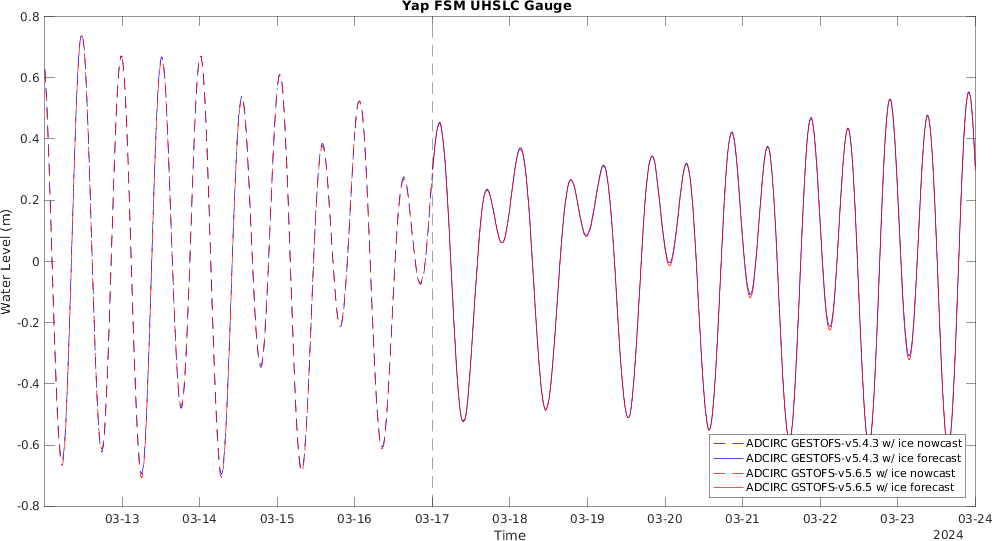 Yap FSM UHSLC Gauge
0.8
0.6
0.4
0.2
0
-0.2
-0.4
-0.6
-0.8
Water Level (m)
ADCIRC GESTOFS-v5.4.3 w/ ice nowcast
ADCIRC GESTOFS-v5.4.3 w/ ice forecast
ADCIRC GSTOFS-v5.6.5 w/ ice nowcast
ADCIRC GSTOFS-v5.6.5 w/ ice forecast
03-13 03-14 03-15 03-16 03-17 03-18 03-19 03-20 03-21 03-22 03-23 03-24
Time
2024